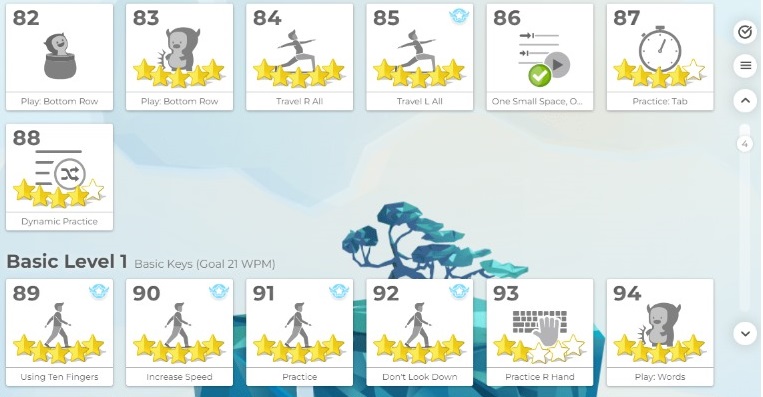 82
83
84
85
86
87
Play: Bottom Row
Play: Bottom Row
Travel R All
Travel L All
One Small Space, O...
Practice: Tab
88
Dynamic Practice
4
Basic Level 1 Basic Keys (Goal 21 WPM)
89
90
91
92
93
94
Using Ten Fingers
Increase Speed
Practice
Don't Look Down
Practice R Hand
Play: Words